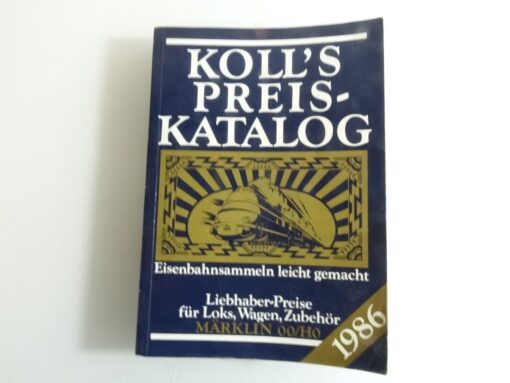 KOLL'S
PREIS-
KATALOG
Eisenbahnsammeln leicht gemacht
Liebhaber-Preise
für Loks, Wagen, Zubehör
MÄRKLIN 00/H0
1986